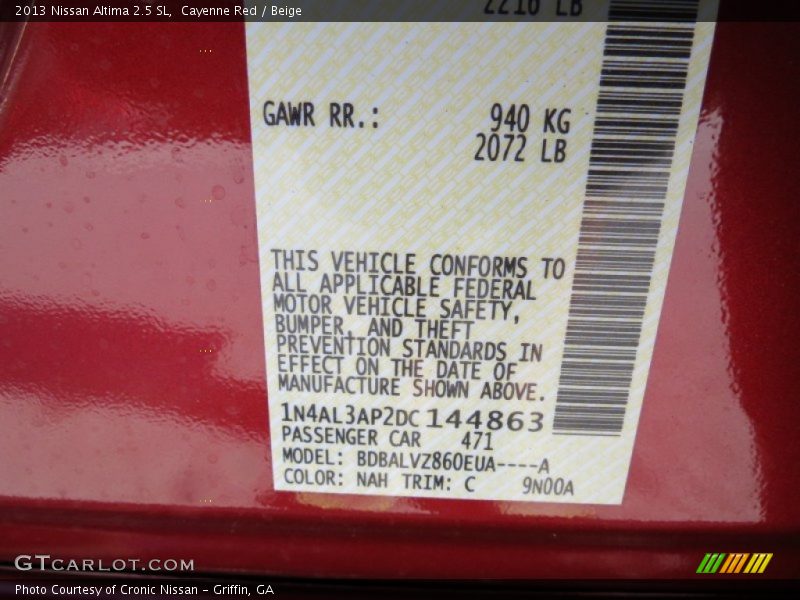 2013 Nissan Altima 2.5 SL,  Cayenne Red / Beige
2216 LB
GAWR RR.: 940 KG
2072 LB
THIS VEHICLE CONFORMS TO
ALL APPLICABLE FEDERAL
MOTOR VEHICLE SAFETY,
BUMPER, AND THEFT
PREVENTION STANDARDS IN
EFFECT ON THE DATE OF
MANUFACTURE SHOWN ABOVE.
1N4AL3AP2DC144863
PASSENGER CAR 471
MODEL: BDBALVZ860EUA----A
COLOR: NAH TRIM: C 9N00A
GTCARLOT.COM
Photo Courtesy of Cronic Nissan - Griffin, GA